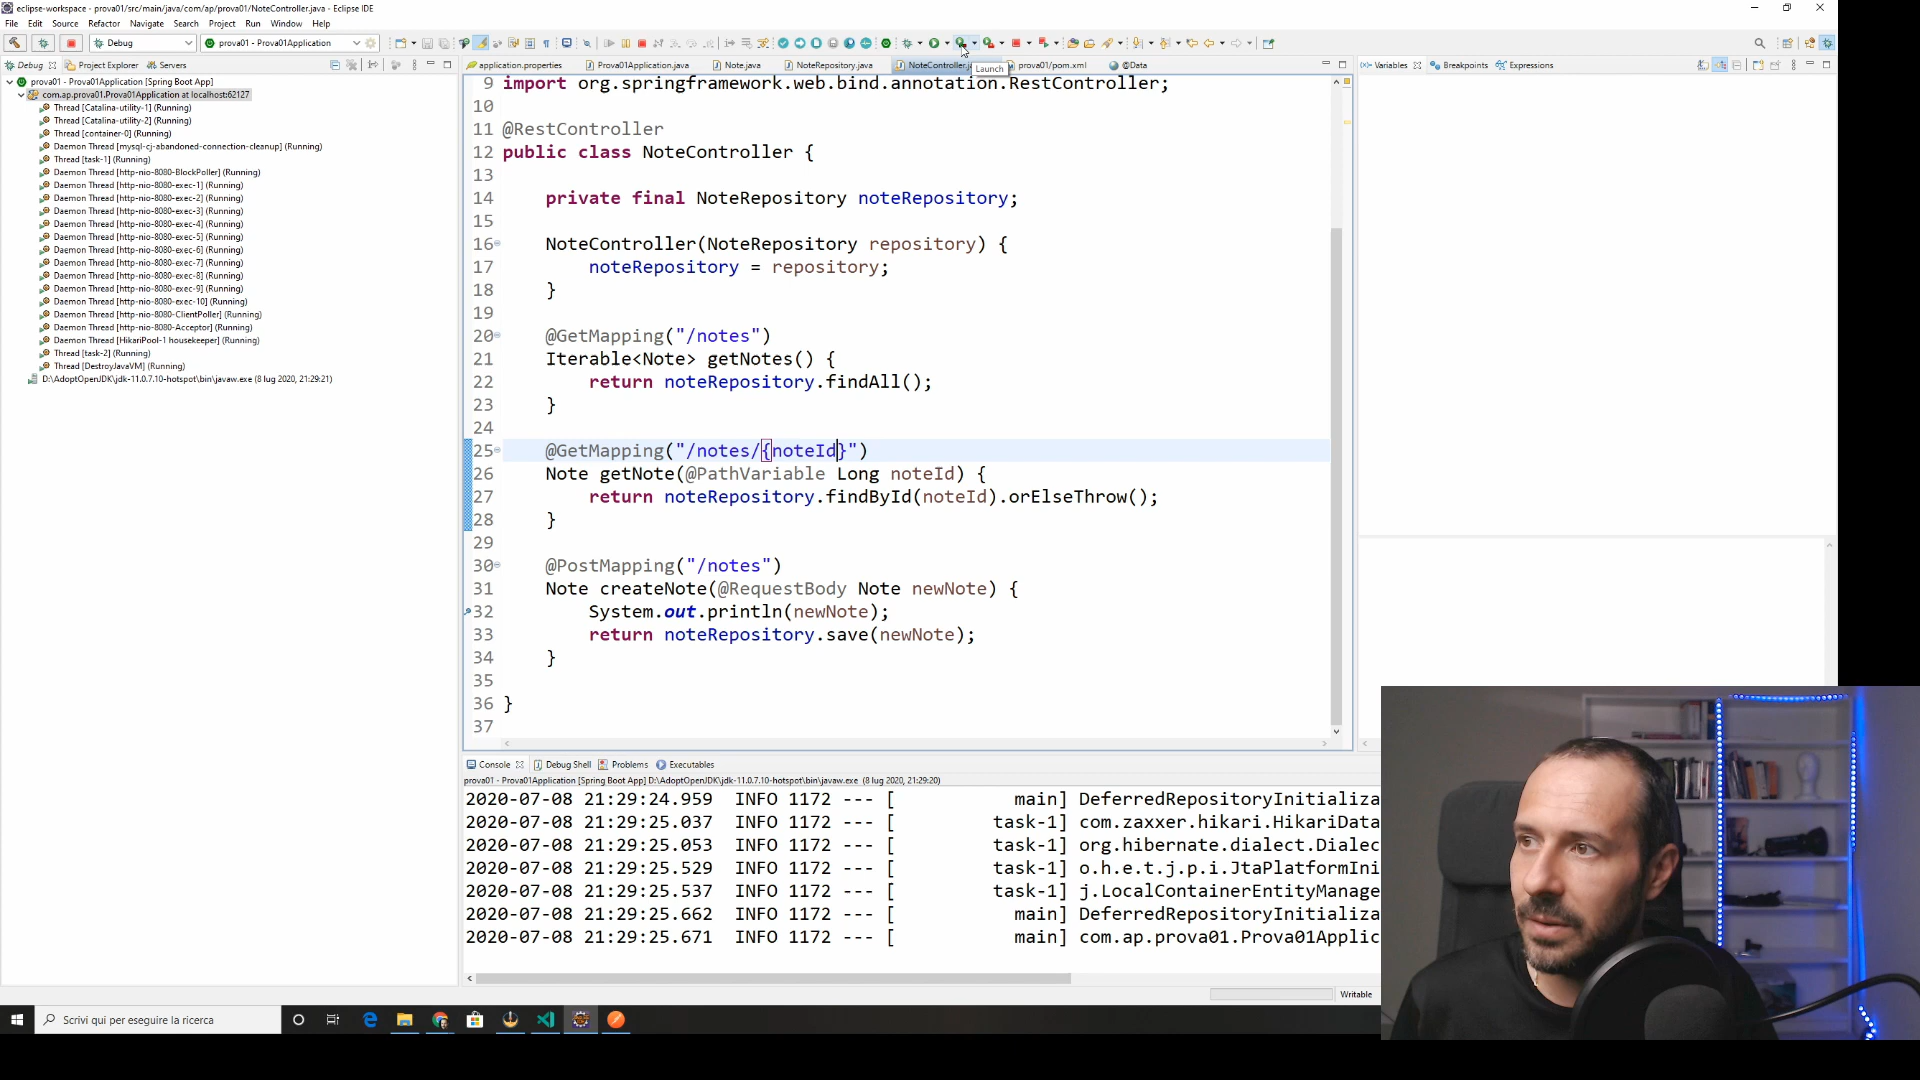 eclipse-workspace - prova01/src/main/java/com/ap/prova01/NoteController.java - Eclipse IDE
File Edit Source Refactor Navigate Search Project Run Window Help
Debug prova01 - Prova01Application
Debug Project Explorer Servers
application.properties Prova01Application.java Note.java NoteRepository.java NoteController.j prova01/pom.xml @Data
Launch
Variables Breakpoints Expressions
prova01 - Prova01Application [Spring Boot App]
com.ap.prova01.Prova01Application at localhost:62127
Thread [Catalina-utility-1] (Running)
Thread [Catalina-utility-2] (Running)
Thread [container-0] (Running)
Daemon Thread [mysql-cj-abandoned-connection-cleanup] (Running)
Thread [task-1] (Running)
Daemon Thread [http-nio-8080-BlockPoller] (Running)
Daemon Thread [http-nio-8080-exec-1] (Running)
Daemon Thread [http-nio-8080-exec-2] (Running)
Daemon Thread [http-nio-8080-exec-3] (Running)
Daemon Thread [http-nio-8080-exec-4] (Running)
Daemon Thread [http-nio-8080-exec-5] (Running)
Daemon Thread [http-nio-8080-exec-6] (Running)
Daemon Thread [http-nio-8080-exec-7] (Running)
Daemon Thread [http-nio-8080-exec-8] (Running)
Daemon Thread [http-nio-8080-exec-9] (Running)
Daemon Thread [http-nio-8080-exec-10] (Running)
Daemon Thread [http-nio-8080-ClientPoller] (Running)
Daemon Thread [http-nio-8080-Acceptor] (Running)
Daemon Thread [HikariPool-1 housekeeper] (Running)
Thread [task-2] (Running)
Thread [DestroyJavaVM] (Running)
D:\AdoptOpenJDK\jdk-11.0.7.10-hotspot\bin\javaw.exe (8 lug 2020, 21:29:21)
9 import org.springframework.web.bind.annotation.RestController;
10
11 @RestController
12 public class NoteController {
13
14 private final NoteRepository noteRepository;
15
16 NoteController(NoteRepository repository) {
17 noteRepository = repository;
18 }
19
20 @GetMapping("/notes")
21 Iterable<Note> getNotes() {
22 return noteRepository.findAll();
23 }
24
25 @GetMapping("/notes/{noteId}")
26 Note getNote(@PathVariable Long noteId) {
27 return noteRepository.findById(noteId).orElseThrow();
28 }
29
30 @PostMapping("/notes")
31 Note createNote(@RequestBody Note newNote) {
32 System.out.println(newNote);
33 return noteRepository.save(newNote);
34 }
35
36 }
37
Console Debug Shell Problems Executables
prova01 - Prova01Application [Spring Boot App] D:\AdoptOpenJDK\jdk-11.0.7.10-hotspot\bin\javaw.exe (8 lug 2020, 21:29:20)
2020-07-08 21:29:24.959 INFO 1172 --- [ main] DeferredRepositoryInitializa
2020-07-08 21:29:25.037 INFO 1172 --- [ task-1] com.zaxxer.hikari.HikariData
2020-07-08 21:29:25.053 INFO 1172 --- [ task-1] org.hibernate.dialect.Dialec
2020-07-08 21:29:25.529 INFO 1172 --- [ task-1] o.h.e.t.j.p.i.JtaPlatformIni
2020-07-08 21:29:25.537 INFO 1172 --- [ task-1] j.LocalContainerEntityManage
2020-07-08 21:29:25.662 INFO 1172 --- [ main] DeferredRepositoryInitializa
2020-07-08 21:29:25.671 INFO 1172 --- [ main] com.ap.prova01.Prova01Applic
Writable
Scrivi qui per eseguire la ricerca